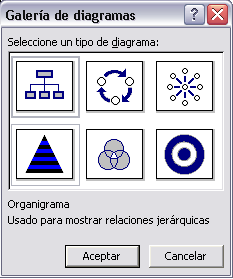 Galería de diagramas
Seleccione un tipo de diagrama:
Organigrama
Usado para mostrar relaciones jerárquicas
Aceptar
Cancelar